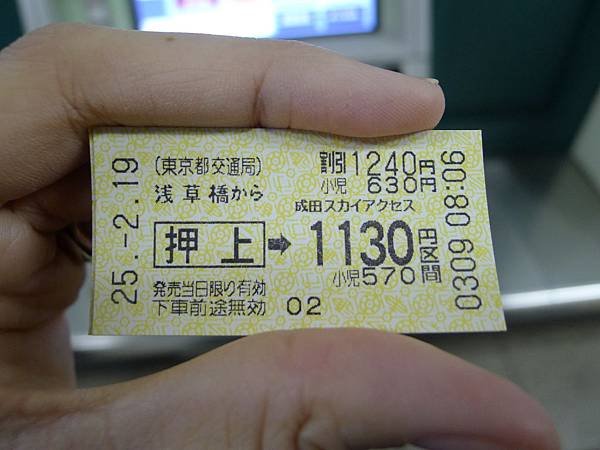 25.-2.19
(東京都交通局)
浅草橋から
押上➡
発売当日限り有効
下車前途無効 02
割引1240円
小児 630円
成田スカイアクセス
1130円区間
小児570
0309 08:06